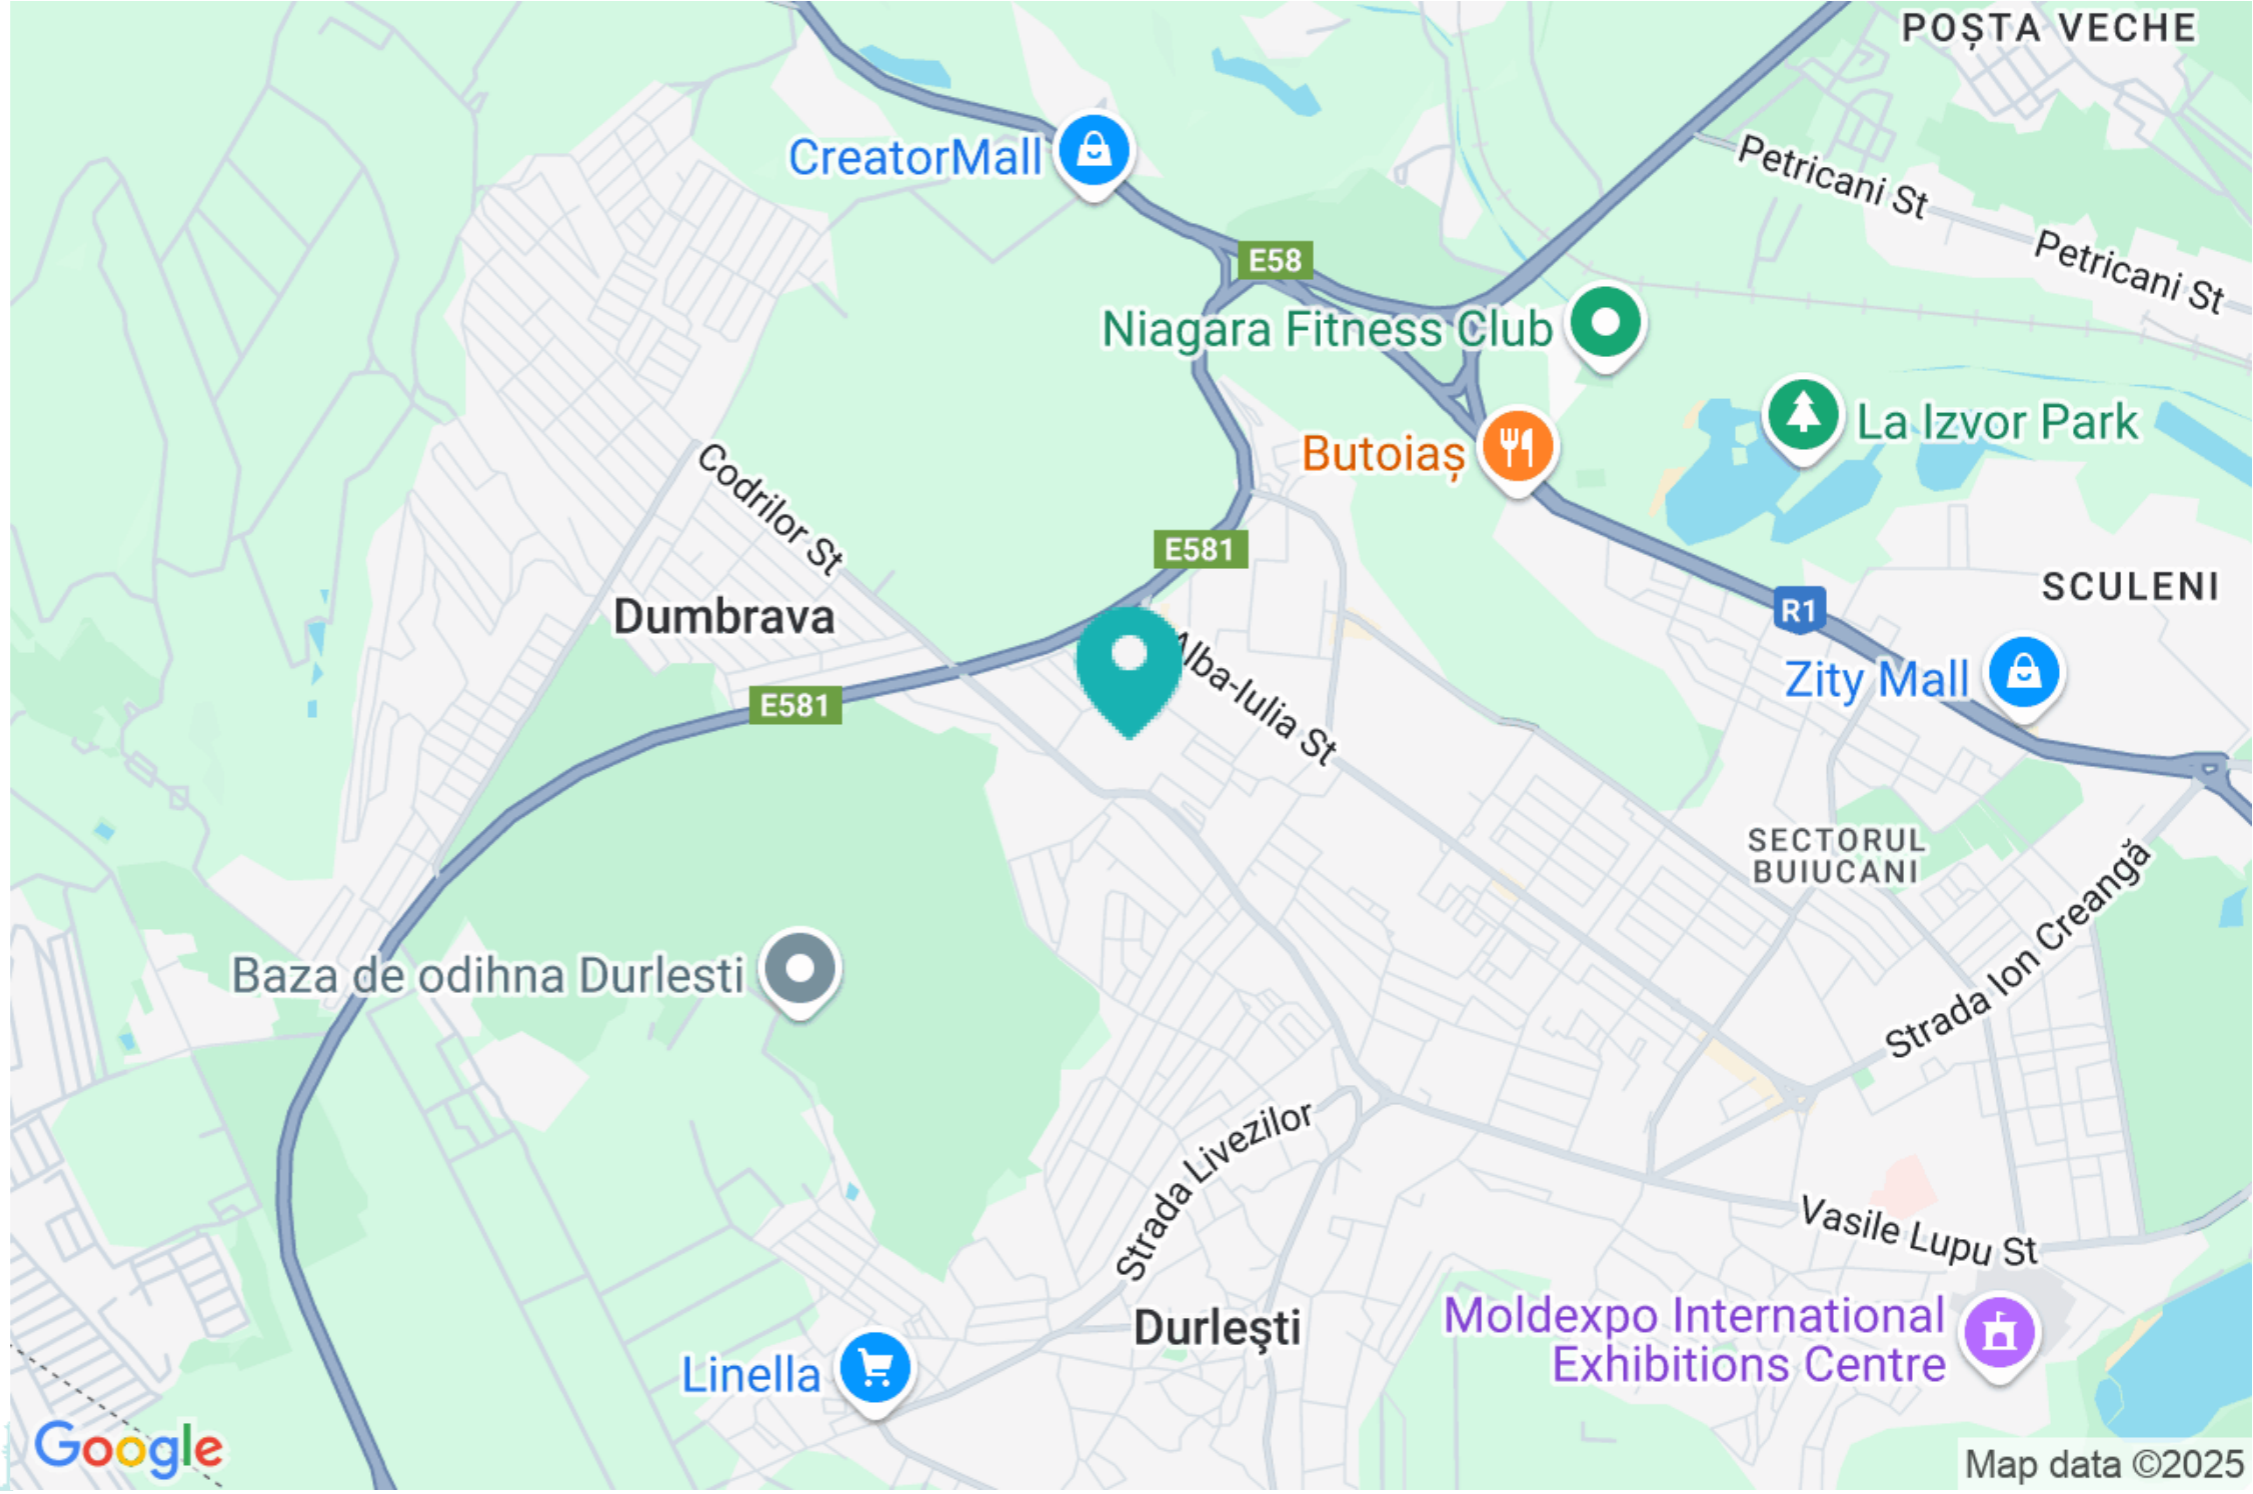 POȘTA VECHE
CreatorMall
Petricani St
Petricani St
E58
Niagara Fitness Club
La Izvor Park
Butoiaș
Codrilor St
E581
SCULENI
Dumbrava
R1
Alba-Iulia St
Zity Mall
E581
SECTORUL
BUIUCANI
Strada Ion Creangă
Baza de odihna Durlesti
Strada Livezilor
Vasile Lupu St
Durleşti
Moldexpo International
Exhibitions Centre
Linella
Google
Map data ©2025